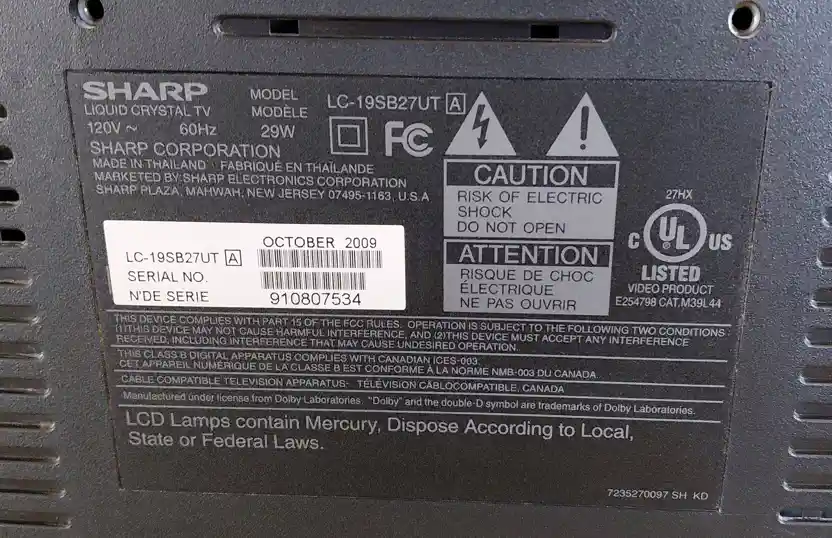 SHARP
LIQUID CRYSTAL TV
120V ~ 60Hz 29W
MODEL
MODÈLE
LC-19SB27UT A
FC
SHARP CORPORATION
MADE IN THAILAND · FABRIQUÉ EN THAÏLANDE
MARKETED BY:SHARP ELECTRONICS CORPORATION
SHARP PLAZA, MAHWAH, NEW JERSEY 07495-1163, U.S.A
CAUTION
RISK OF ELECTRIC
SHOCK
DO NOT OPEN
ATTENTION
RISQUE DE CHOC
ÉLECTRIQUE
NE PAS OUVRIR
27HX
C UL US
LISTED
VIDEO PRODUCT
E254798 CAT.M39L44
OCTOBER 2009
LC-19SB27UT A
SERIAL NO.
N'DE SERIE 910807534
THIS DEVICE COMPLIES WITH PART 15 OF THE FCC RULES. OPERATION IS SUBJECT TO THE FOLLOWING TWO CONDITIONS
(1)THIS DEVICE MAY NOT CAUSE HARMFUL INTERFERENCE, AND (2)THIS DEVICE MUST ACCEPT ANY INTERFERENCE
RECEIVED, INCLUDING INTERFERENCE THAT MAY CAUSE UNDESIRED OPERATION.
THIS CLASS B DIGITAL APPARATUS COMPLIES WITH CANADIAN ICES-003.
CET APPAREIL NUMÉRIQUE DE LA CLASSE B EST CONFORME À LA NORME NMB-003 DU CANADA
CABLE COMPATIBLE TELEVISION APPARATUS- TÉLÉVISION CÂBLOCOMPATIBLE, CANADA
Manufactured under license from Dolby Laboratories. "Dolby" and the double-D symbol are trademarks of Dolby Laboratories.
LCD Lamps contain Mercury, Dispose According to Local,
State or Federal Laws.
7235270097 SH KD